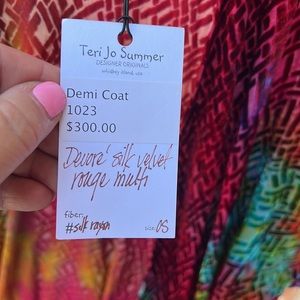 Teri Jo Summer
DESIGNER ORIGINALS
whidbey island, usa
Demi Coat
1023
$300.00
Devore' silk velvet
rouge multi
fiber:
#silk rayon size: OS